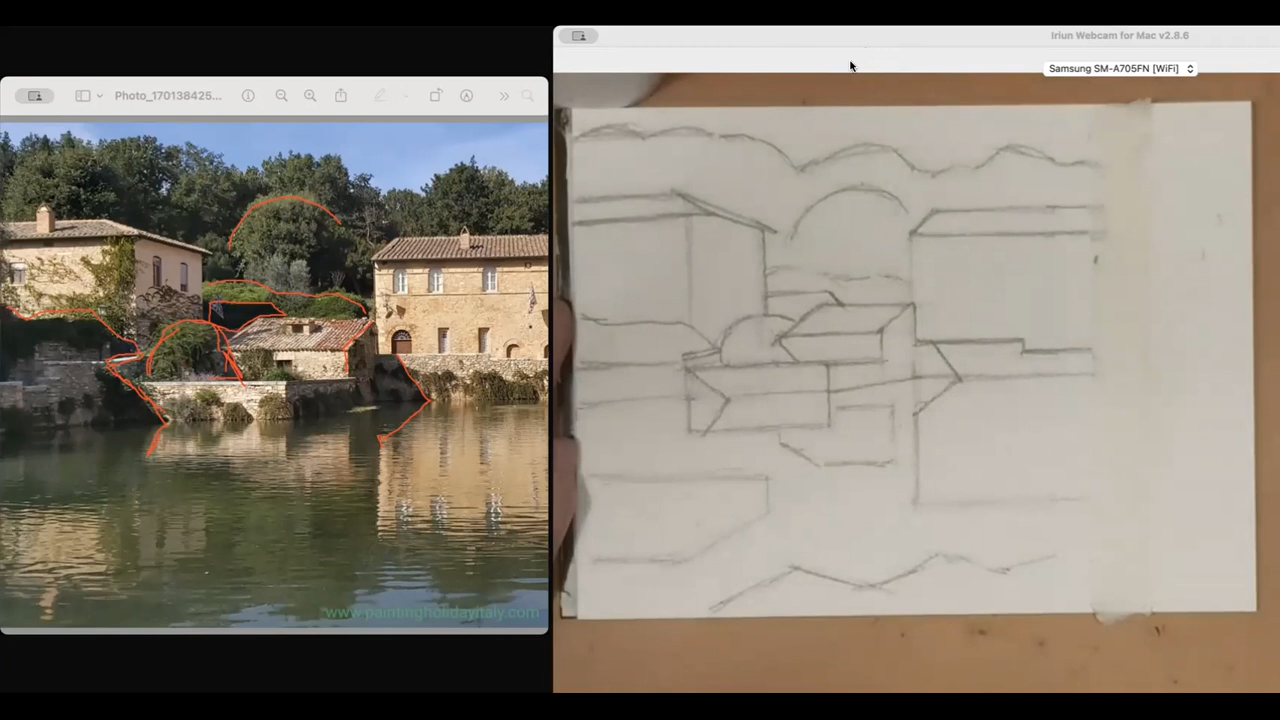 Iriun Webcam for Mac v2.8.6
Samsung SM-A705FN [WiFi]
Photo_170138425...
www.paintingholidayitaly.com